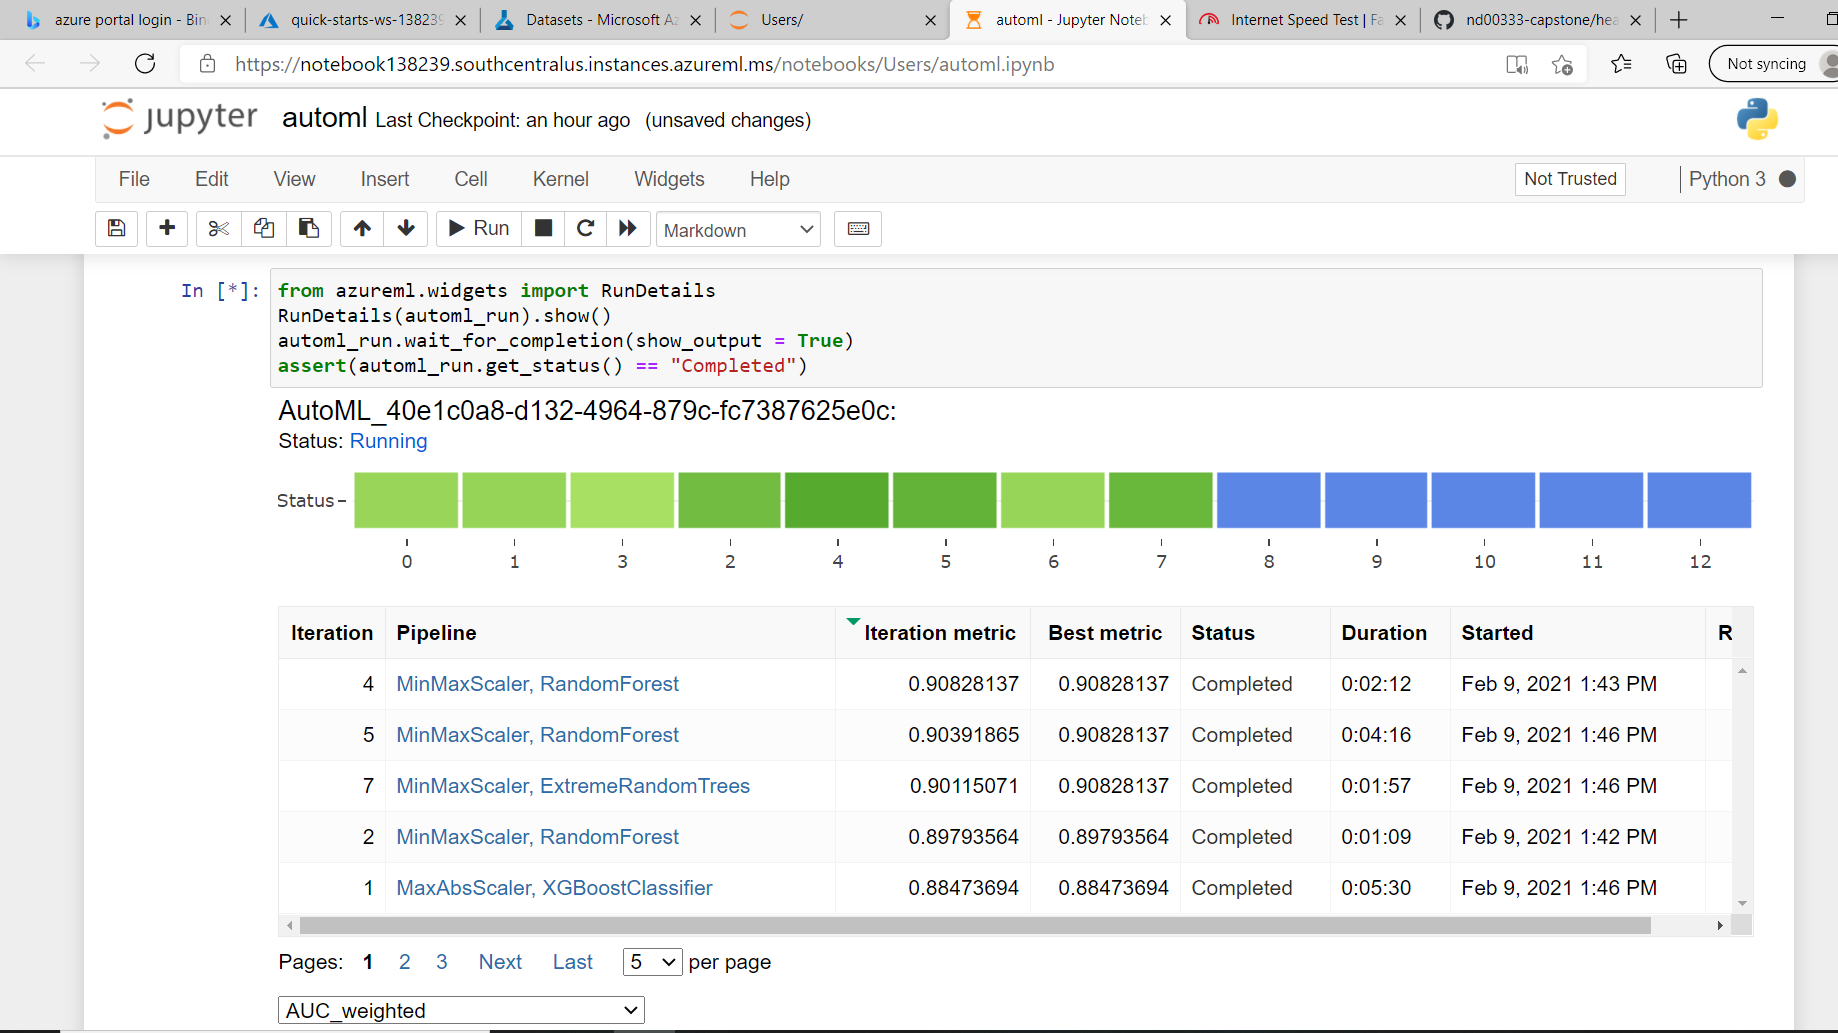 azure portal login - Bin
quick-starts-ws-138239
Datasets - Microsoft Az
Users/
automl - Jupyter Noteb
Internet Speed Test | Fa
nd00333-capstone/hea
https://notebook138239.southcentralus.instances.azureml.ms/notebooks/Users/automl.ipynb
Not syncing
jupyter automl Last Checkpoint: an hour ago (unsaved changes)
File Edit View Insert Cell Kernel Widgets Help Not Trusted Python 3
Run Markdown
In [*]: from azureml.widgets import RunDetails
RunDetails(automl_run).show()
automl_run.wait_for_completion(show_output = True)
assert(automl_run.get_status() == "Completed")
AutoML_40e1c0a8-d132-4964-879c-fc7387625e0c:
Status: Running
Status
0 1 3 2 4 5 6 7 8 9 10 11 12
Iteration Pipeline Iteration metric Best metric Status Duration Started R
4 MinMaxScaler, RandomForest 0.90828137 0.90828137 Completed 0:02:12 Feb 9, 2021 1:43 PM
5 MinMaxScaler, RandomForest 0.90391865 0.90828137 Completed 0:04:16 Feb 9, 2021 1:46 PM
7 MinMaxScaler, ExtremeRandomTrees 0.90115071 0.90828137 Completed 0:01:57 Feb 9, 2021 1:46 PM
2 MinMaxScaler, RandomForest 0.89793564 0.89793564 Completed 0:01:09 Feb 9, 2021 1:42 PM
1 MaxAbsScaler, XGBoostClassifier 0.88473694 0.88473694 Completed 0:05:30 Feb 9, 2021 1:46 PM
Pages: 1 2 3 Next Last 5 per page
AUC_weighted